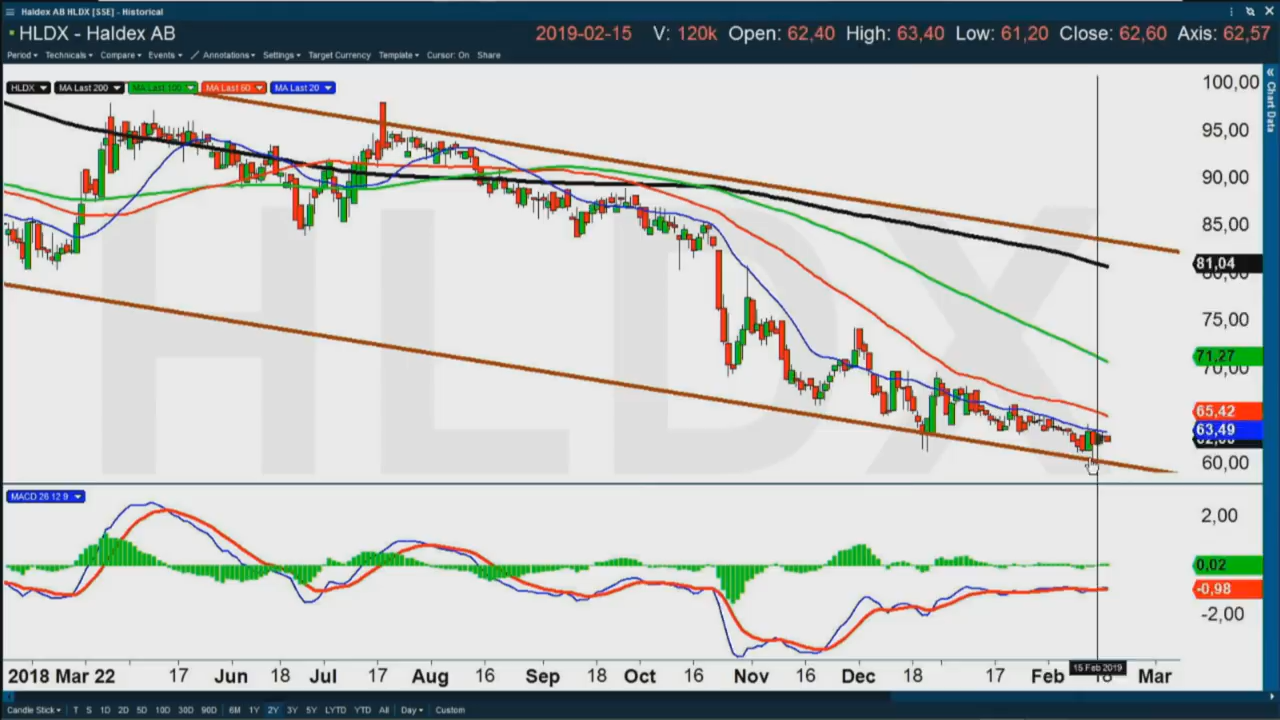 Haldex AB HLDX [SSE] - Historical
HLDX - Haldex AB 2019-02-15 V: 120k Open: 62,40 High: 63,40 Low: 61,20 Close: 62,60 Axis: 62,57
Period Technicals Compare Events Annotations Settings Target Currency Template Cursor: On Share
HLDX MA Last 200 MA Last 100 MA Last 50 MA Last 20
Chart Data
HLDX
100,00
95,00
90,00
85,00
81,04
80,00
75,00
71,27
70,00
65,42
63,49
60,00
MACD 26 12 9
2,00
0,02
-0,98
-2,00
2018 Mar 22 17 Jun 18 Jul 17 Aug 16 Sep 18 Oct 16 Nov 16 Dec 18 17 Feb 18 Mar
15 Feb 2019
Candle Stick T S 1D 2D 5D 10D 30D 90D 6M 1Y 2Y 3Y 5Y LYTD YTD All Day Custom